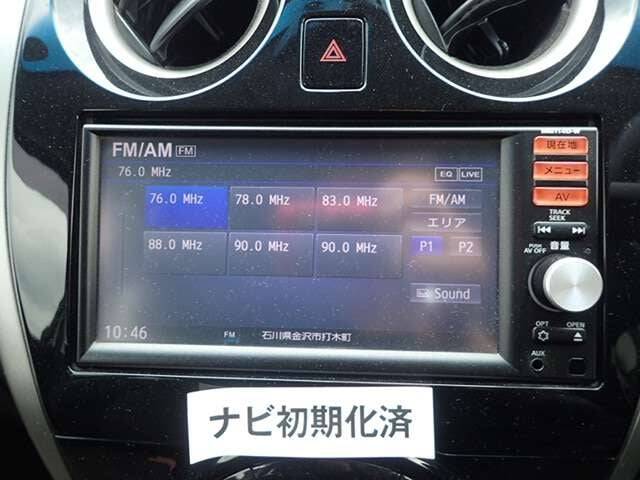 FM/AM FM
76.0 MHz
EQ LIVE
76.0 MHz 78.0 MHz 83.0 MHz FM/AM
エリア
88.0 MHz 90.0 MHz 90.0 MHz P1 P2
Sound
10:46 FM 石川県金沢市打木町
現在地
メニュー
AV
TRACK
SEEK
PUSH
AV OFF
音量
OPT OPEN
AUX
ナビ初期化済